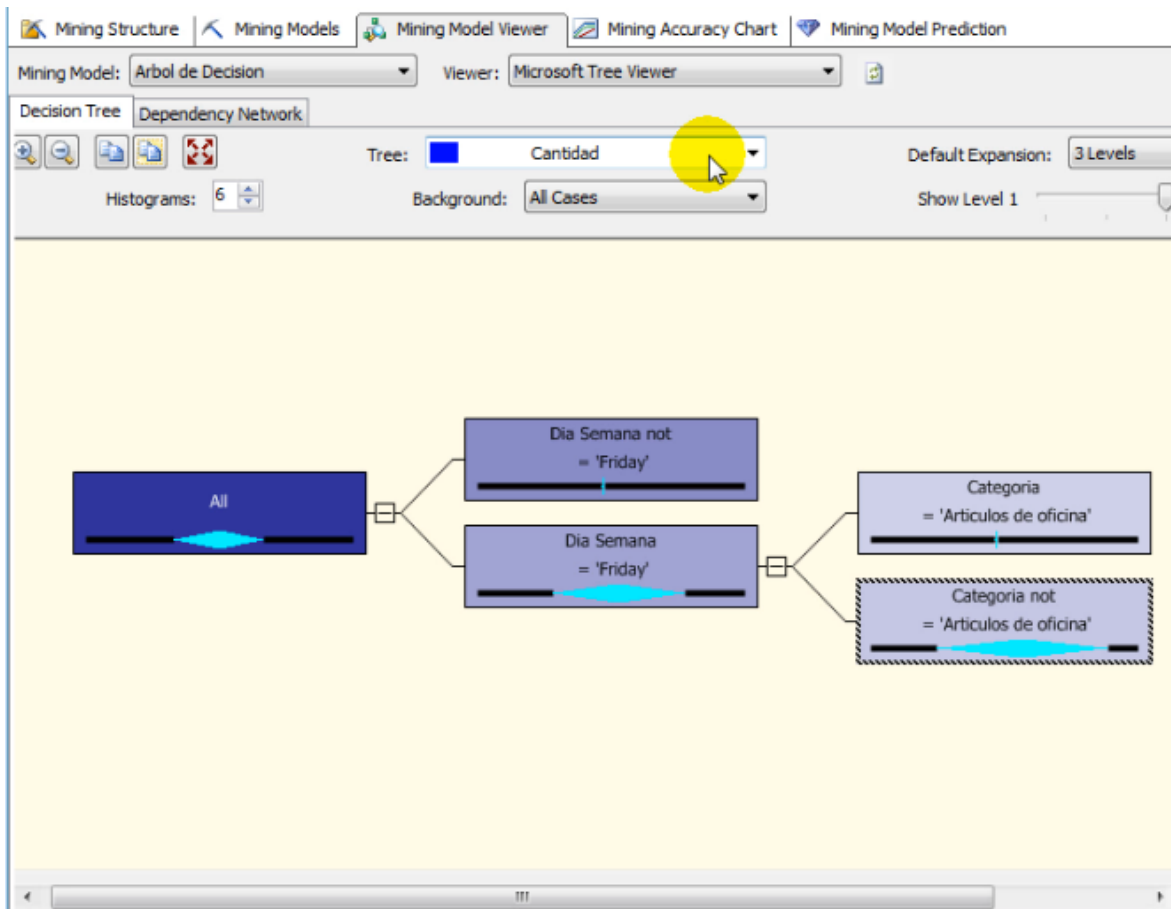 Mining Structure Mining Models Mining Model Viewer Mining Accuracy Chart Mining Model Prediction
Mining Model: Arbol de Decision Viewer: Microsoft Tree Viewer
Decision Tree Dependency Network
Tree: Cantidad Default Expansion: 3 Levels
Histograms: 6 Background: All Cases Show Level 1
All
Dia Semana not
= 'Friday'
Dia Semana
= 'Friday'
Categoria
= 'Articulos de oficina'
Categoria not
= 'Articulos de oficina'